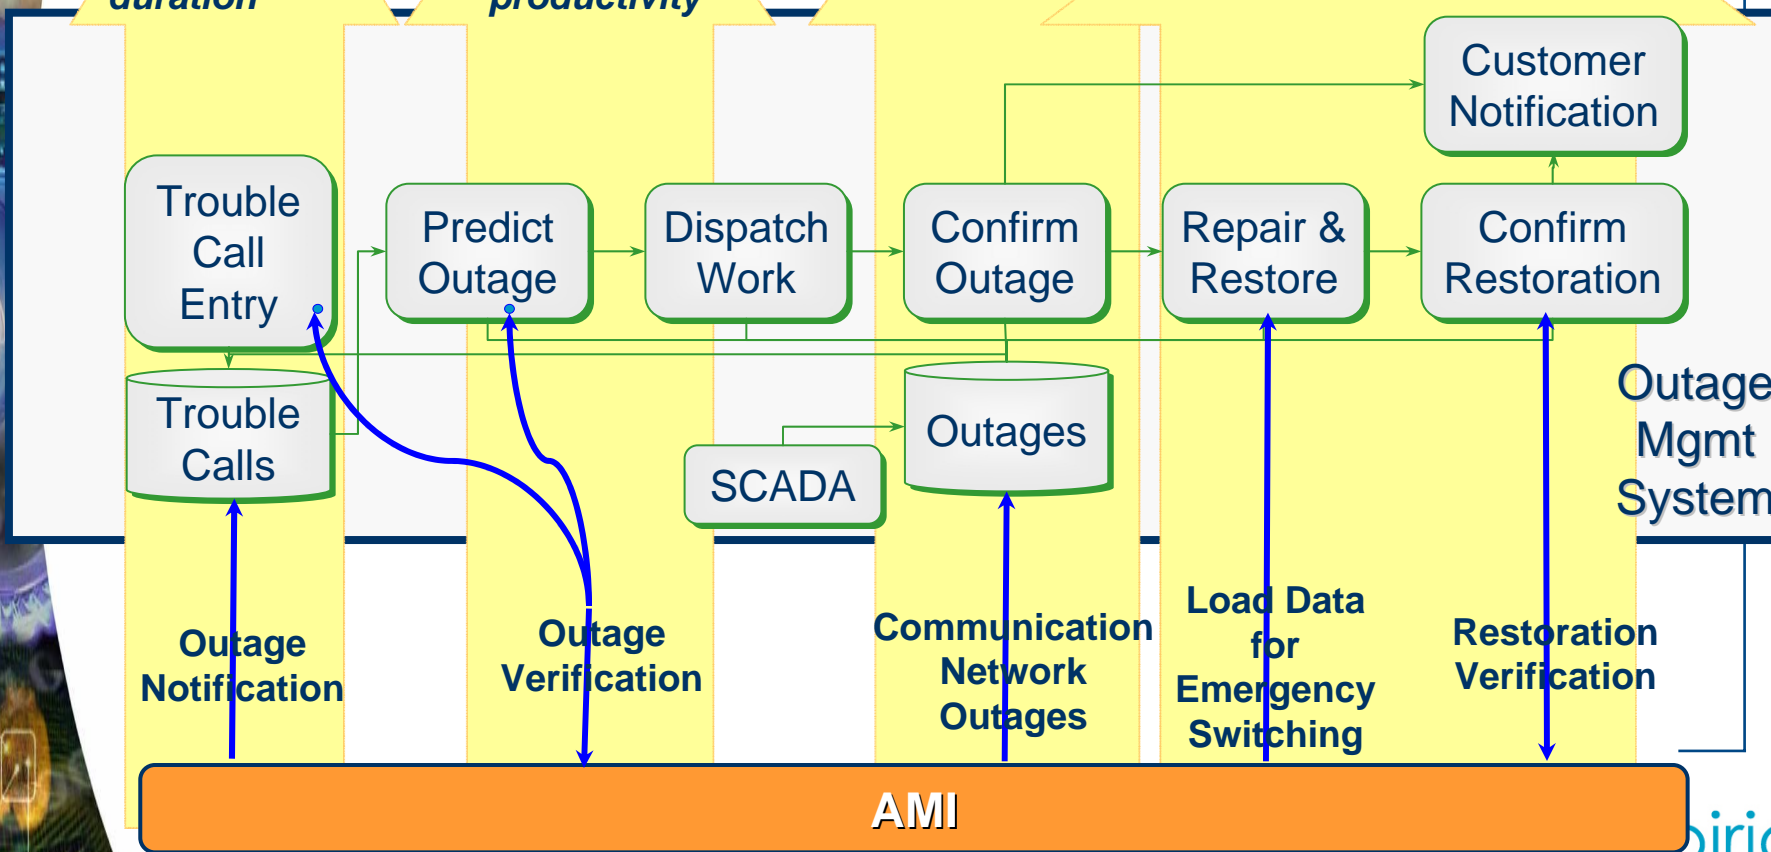 duration
productivity
Customer
Notification
Trouble
Call
Entry
Predict
Outage
Dispatch
Work
Confirm
Outage
Repair &
Restore
Confirm
Restoration
Trouble
Calls
SCADA
Outages
Outage
Mgmt
System
Outage
Notification
Outage
Verification
Communication
Network
Outages
Load Data
for
Emergency
Switching
Restoration
Verification
AMI